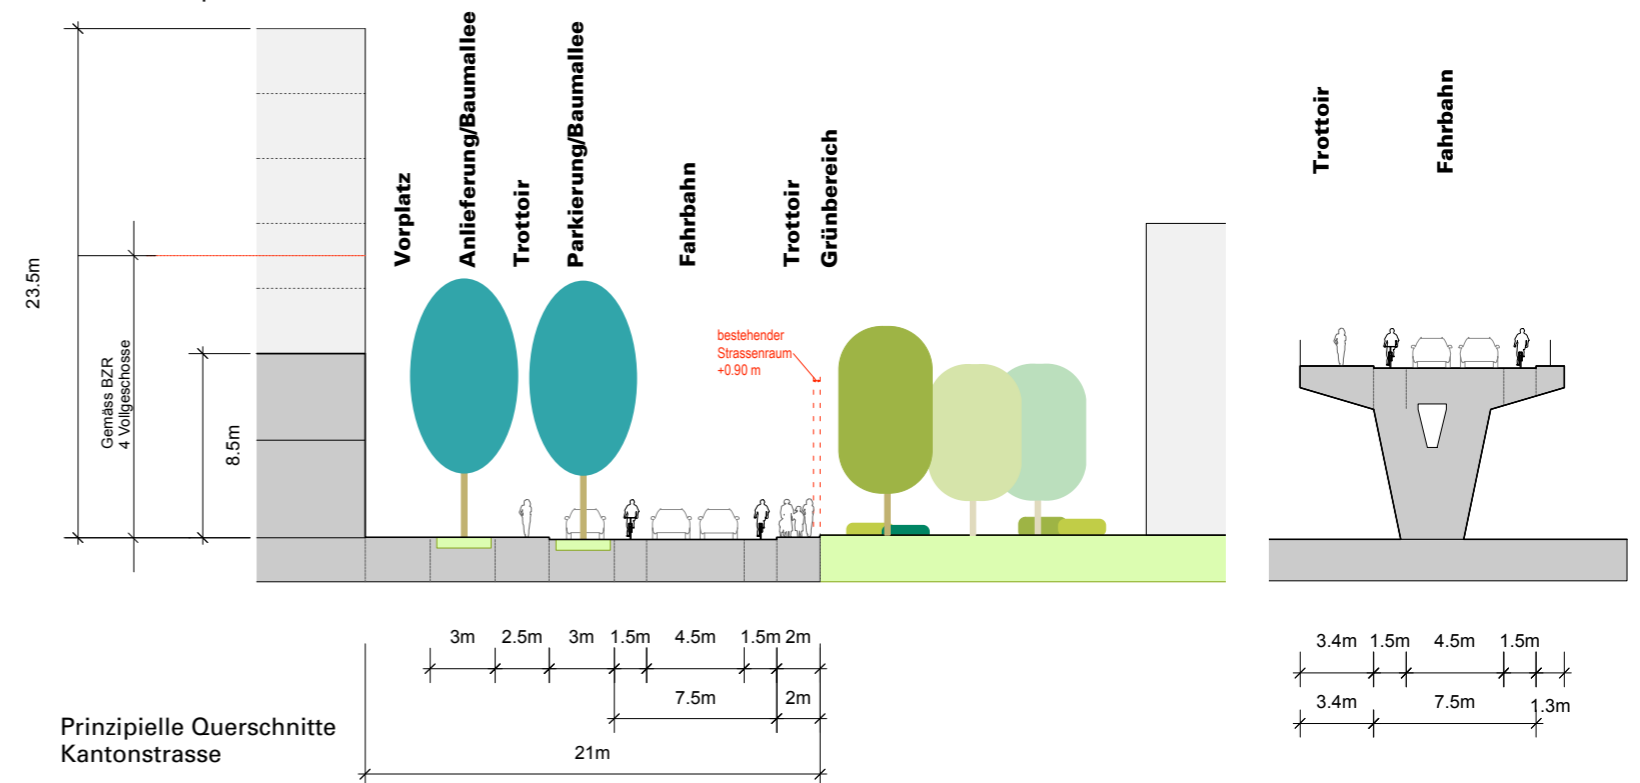 Vorplatz
Anlieferung/Baumallee
Trottoir
Parkierung/Baumallee
Fahrbahn
Trottoir
Grünbereich
Trottoir
Fahrbahn
23.5m
Gemäss BZR
4 Vollgeschosse
8.5m
bestehender
Strassenraum
+0.90 m
3m 2.5m 3m 1.5m 4.5m 1.5m 2m
7.5m 2m
21m
3.4m 1.5m 4.5m 1.5m
3.4m 7.5m 1.3m
Prinzipielle Querschnitte
Kantonstrasse